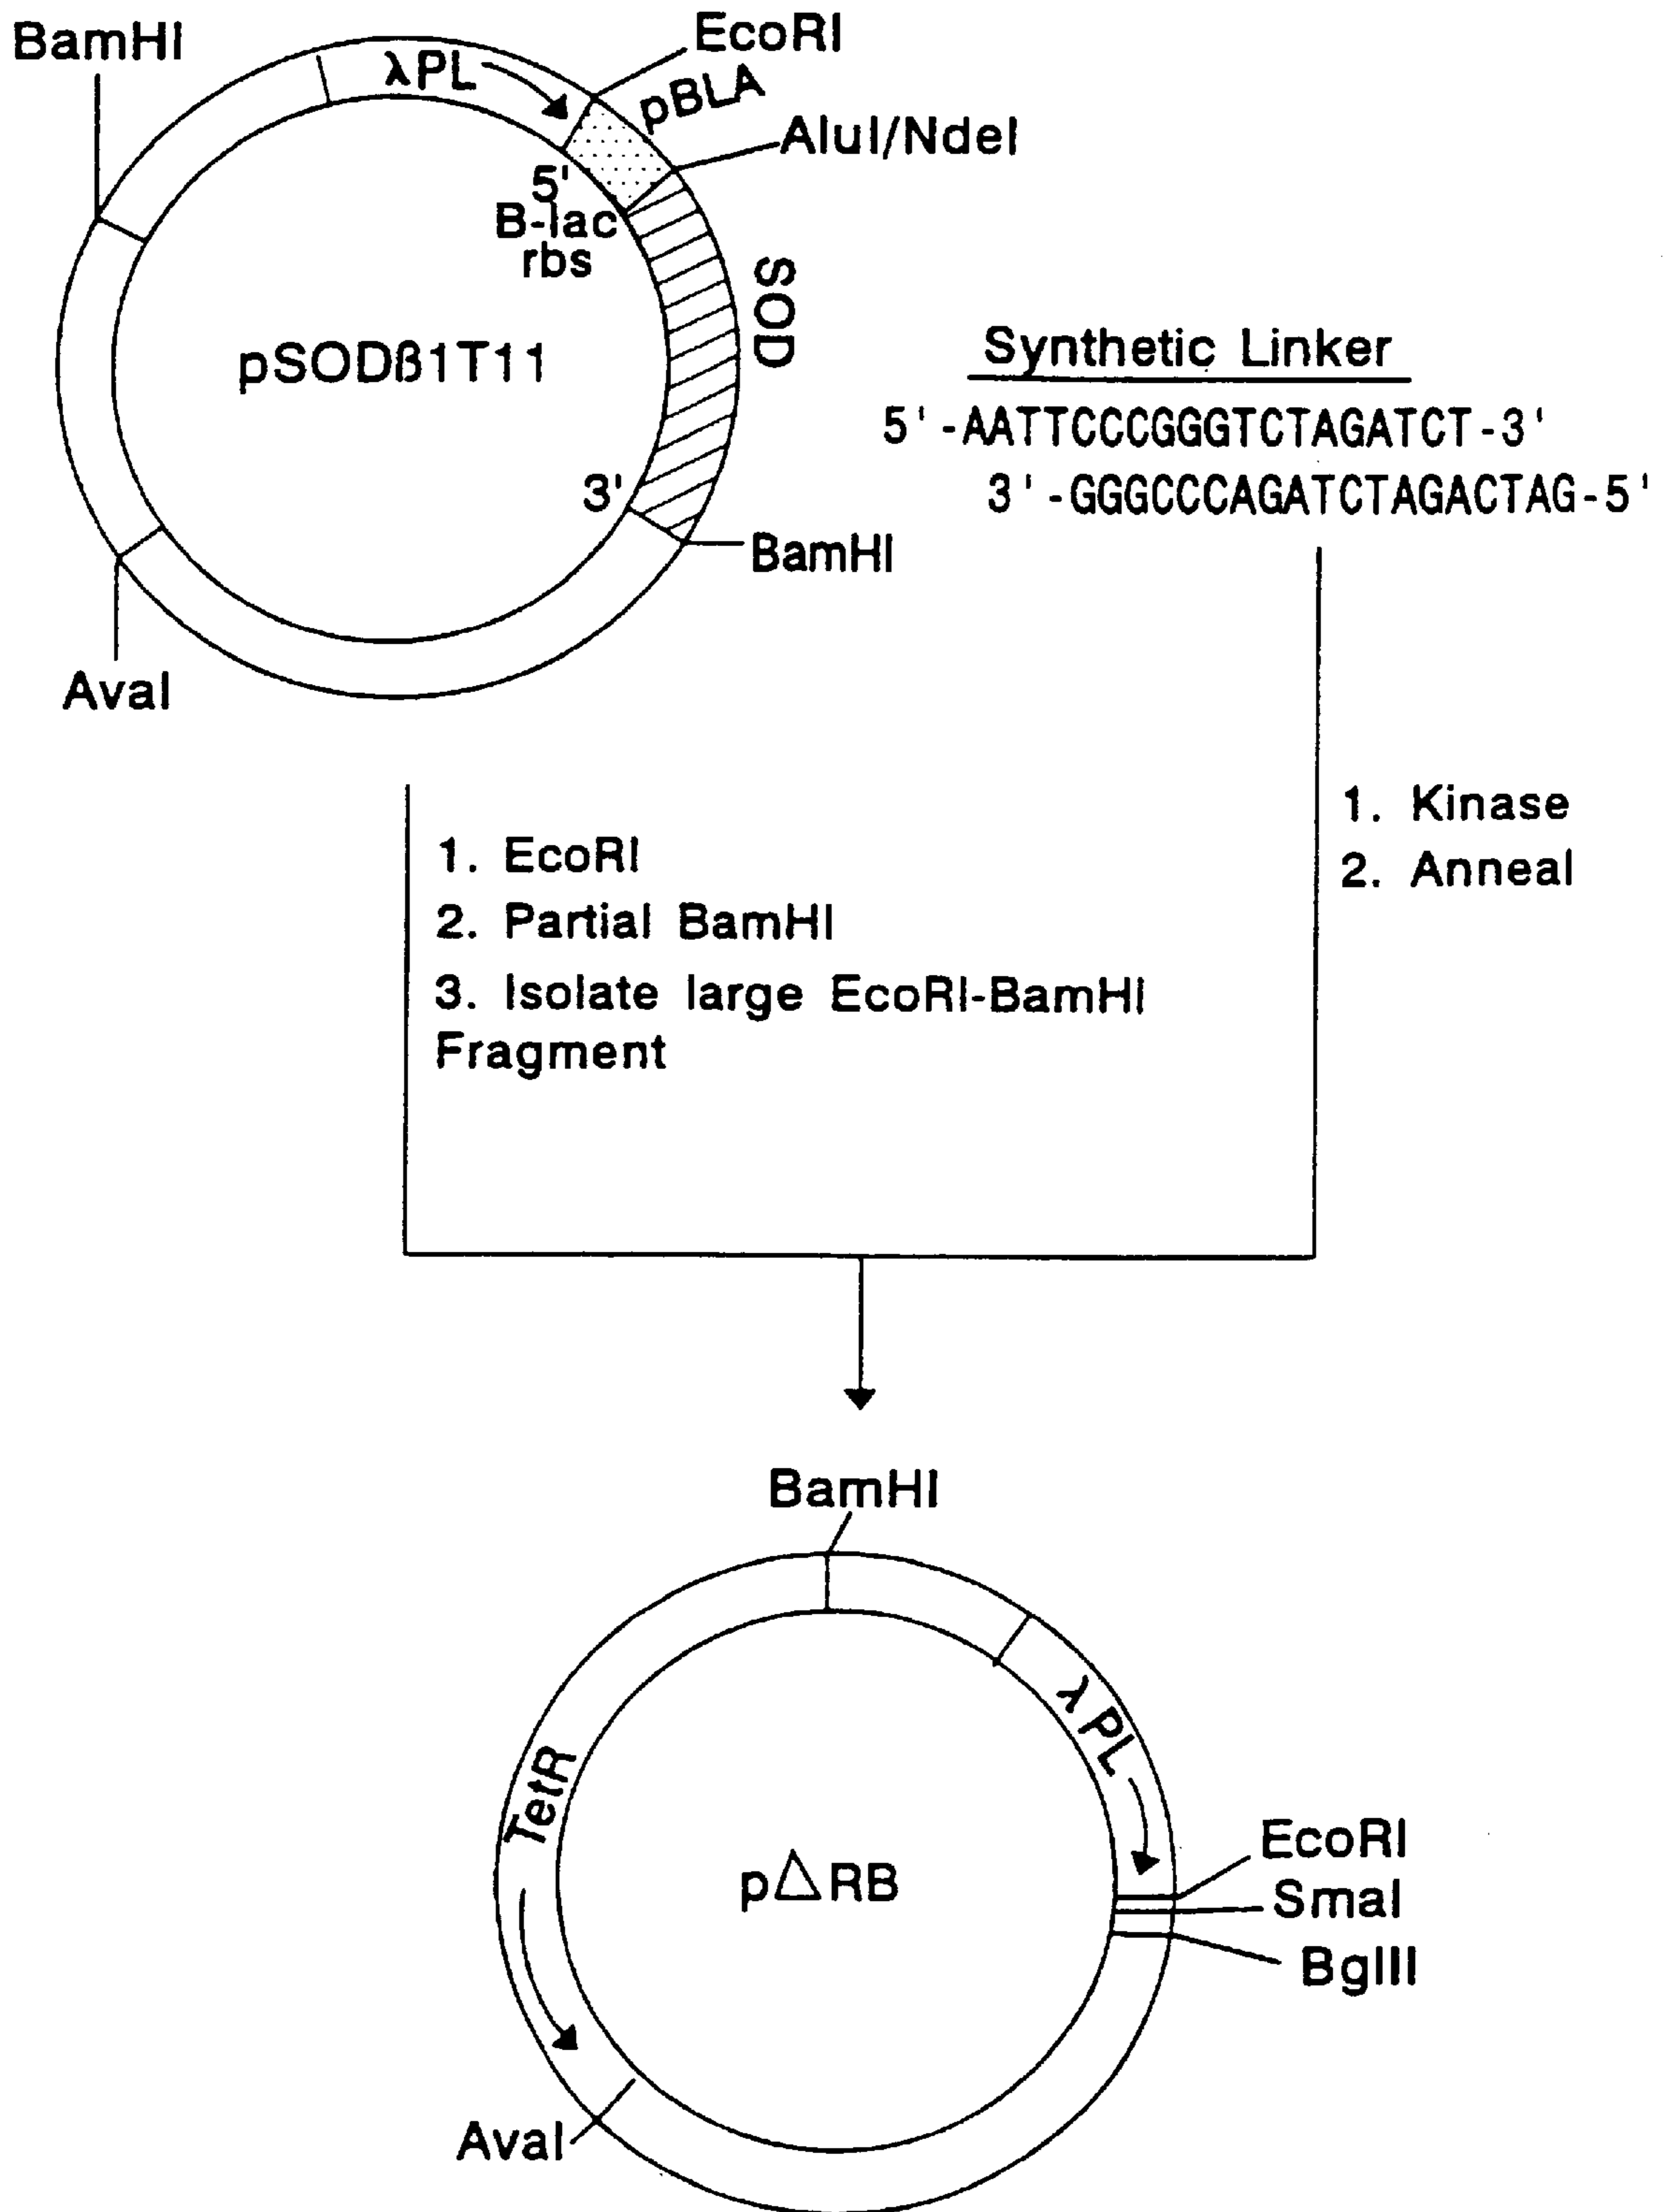 BamHI
λPL
EcoRI
pBLA
AluI/NdeI
5'
B-lac
rbs
SOD
pSODß1T11
3'
BamHI
AvaI
Synthetic Linker
5'-AATTCCCGGGTCTAGATCT-3'
3'-GGGCCCAGATCTAGACTAG-5'
1. EcoRI
2. Partial BamHI
3. Isolate large EcoRI-BamHI
Fragment
1. Kinase
2. Anneal
BamHI
λPL
TetR
p△RB
EcoRI
SmaI
BglII
AvaI